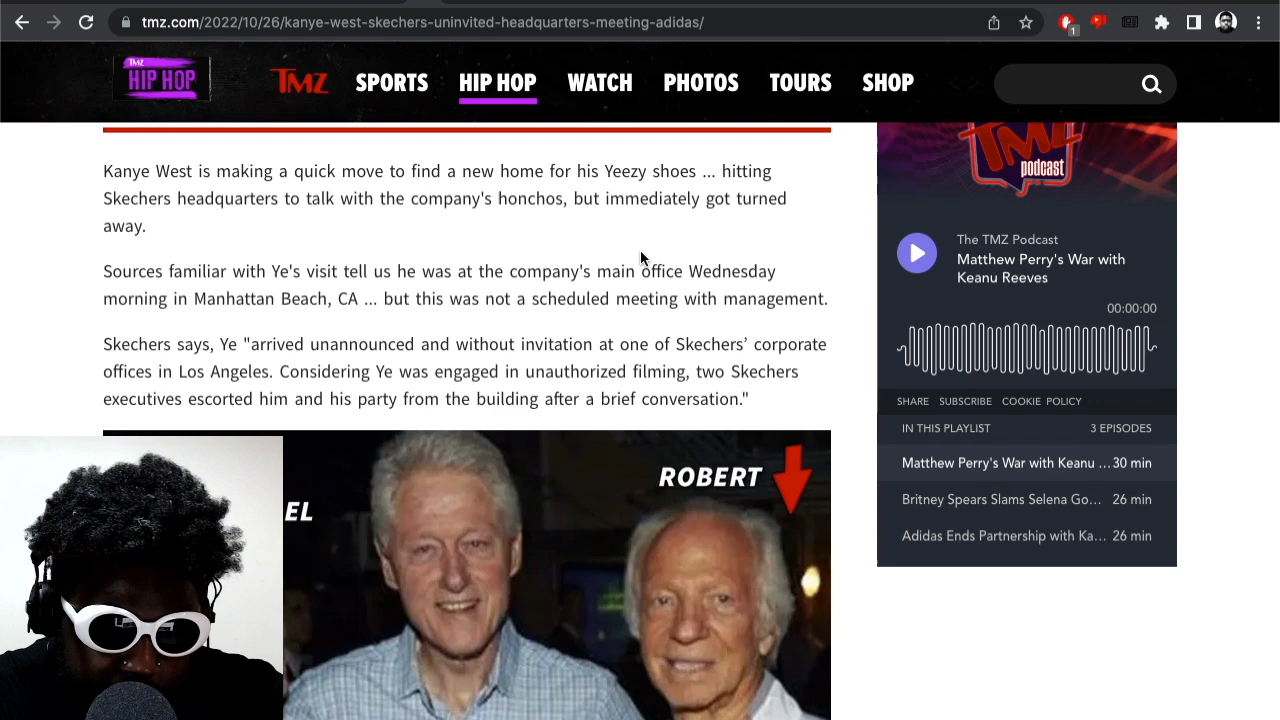 tmz.com/2022/10/26/kanye-west-skechers-uninvited-headquarters-meeting-adidas/
1
TMZ
HIP HOP
TMZ SPORTS HIP HOP WATCH PHOTOS TOURS SHOP
Kanye West is making a quick move to find a new home for his Yeezy shoes ... hitting
Skechers headquarters to talk with the company's honchos, but immediately got turned
away.
Sources familiar with Ye's visit tell us he was at the company's main office Wednesday
morning in Manhattan Beach, CA ... but this was not a scheduled meeting with management.
Skechers says, Ye "arrived unannounced and without invitation at one of Skechers’ corporate
offices in Los Angeles. Considering Ye was engaged in unauthorized filming, two Skechers
executives escorted him and his party from the building after a brief conversation."
EL
ROBERT
TMZ
podcast
The TMZ Podcast
Matthew Perry's War with
Keanu Reeves
00:00:00
SHARE SUBSCRIBE COOKIE POLICY
IN THIS PLAYLIST 3 EPISODES
Matthew Perry's War with Keanu ... 30 min
Britney Spears Slams Selena Go... 26 min
Adidas Ends Partnership with Ka... 26 min